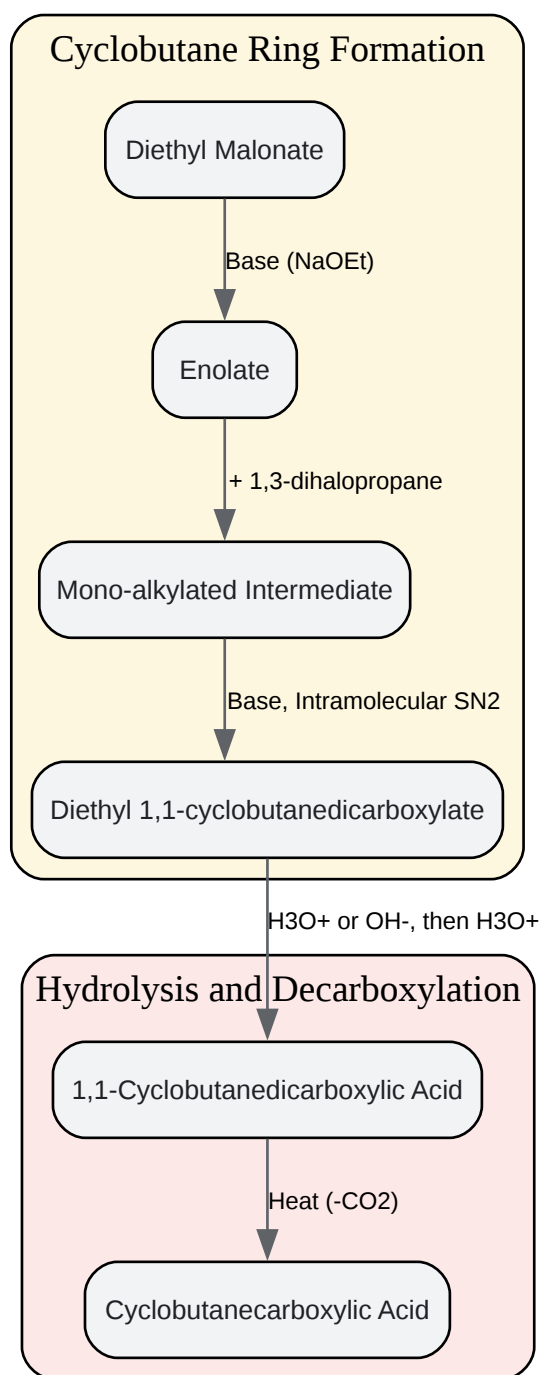 Cyclobutane Ring Formation
Diethyl Malonate
Base (NaOEt)
Enolate
+ 1,3-dihalopropane
Mono-alkylated Intermediate
Base, Intramolecular SN2
Diethyl 1,1-cyclobutanedicarboxylate
H3O+ or OH-, then H3O+
Hydrolysis and Decarboxylation
1,1-Cyclobutanedicarboxylic Acid
Heat (-CO2)
Cyclobutanecarboxylic Acid